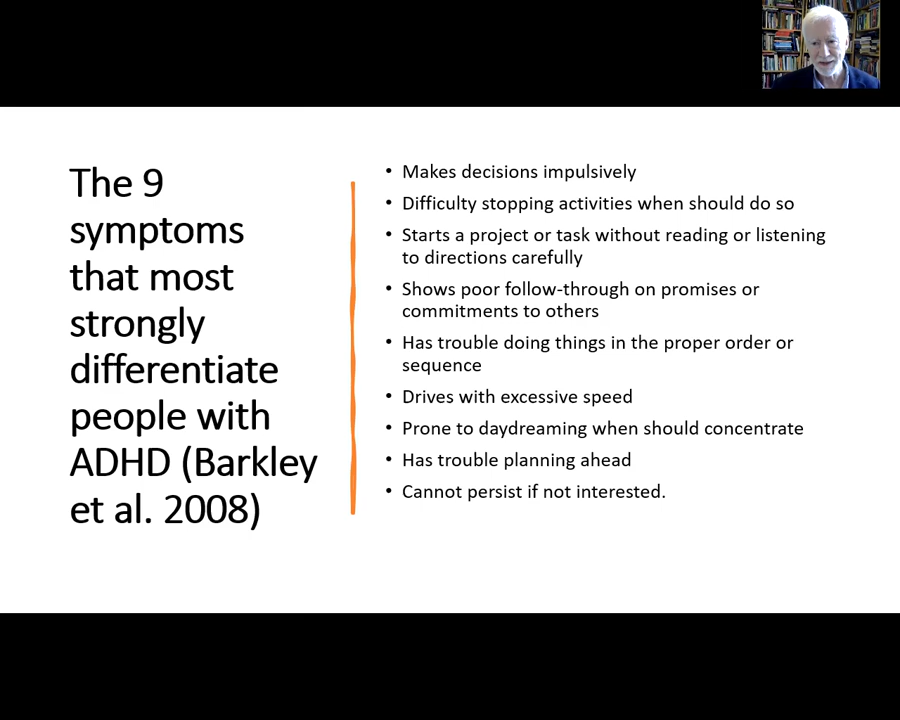 The 9
symptoms
that most
strongly
differentiate
people with
ADHD (Barkley
et al. 2008)
• Makes decisions impulsively
• Difficulty stopping activities when should do so
• Starts a project or task without reading or listening
to directions carefully
• Shows poor follow-through on promises or
commitments to others
• Has trouble doing things in the proper order or
sequence
• Drives with excessive speed
• Prone to daydreaming when should concentrate
• Has trouble planning ahead
• Cannot persist if not interested.